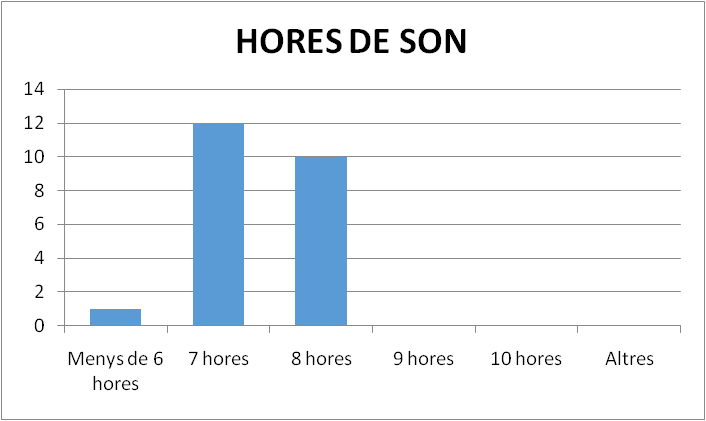 HORES DE SON
14
12
10
8
6
4
2
0
Menys de 6 hores
7 hores
8 hores
9 hores
10 hores
Altres